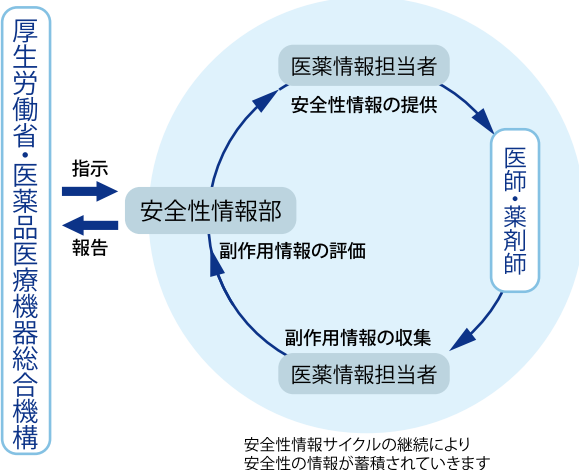 厚生労働省・医薬品医療機器総合機構
指示
報告
医薬情報担当者
安全性情報の提供
医師・薬剤師
安全性情報部
副作用情報の評価
副作用情報の収集
医薬情報担当者
安全性情報サイクルの継続により
安全性の情報が蓄積されていきます